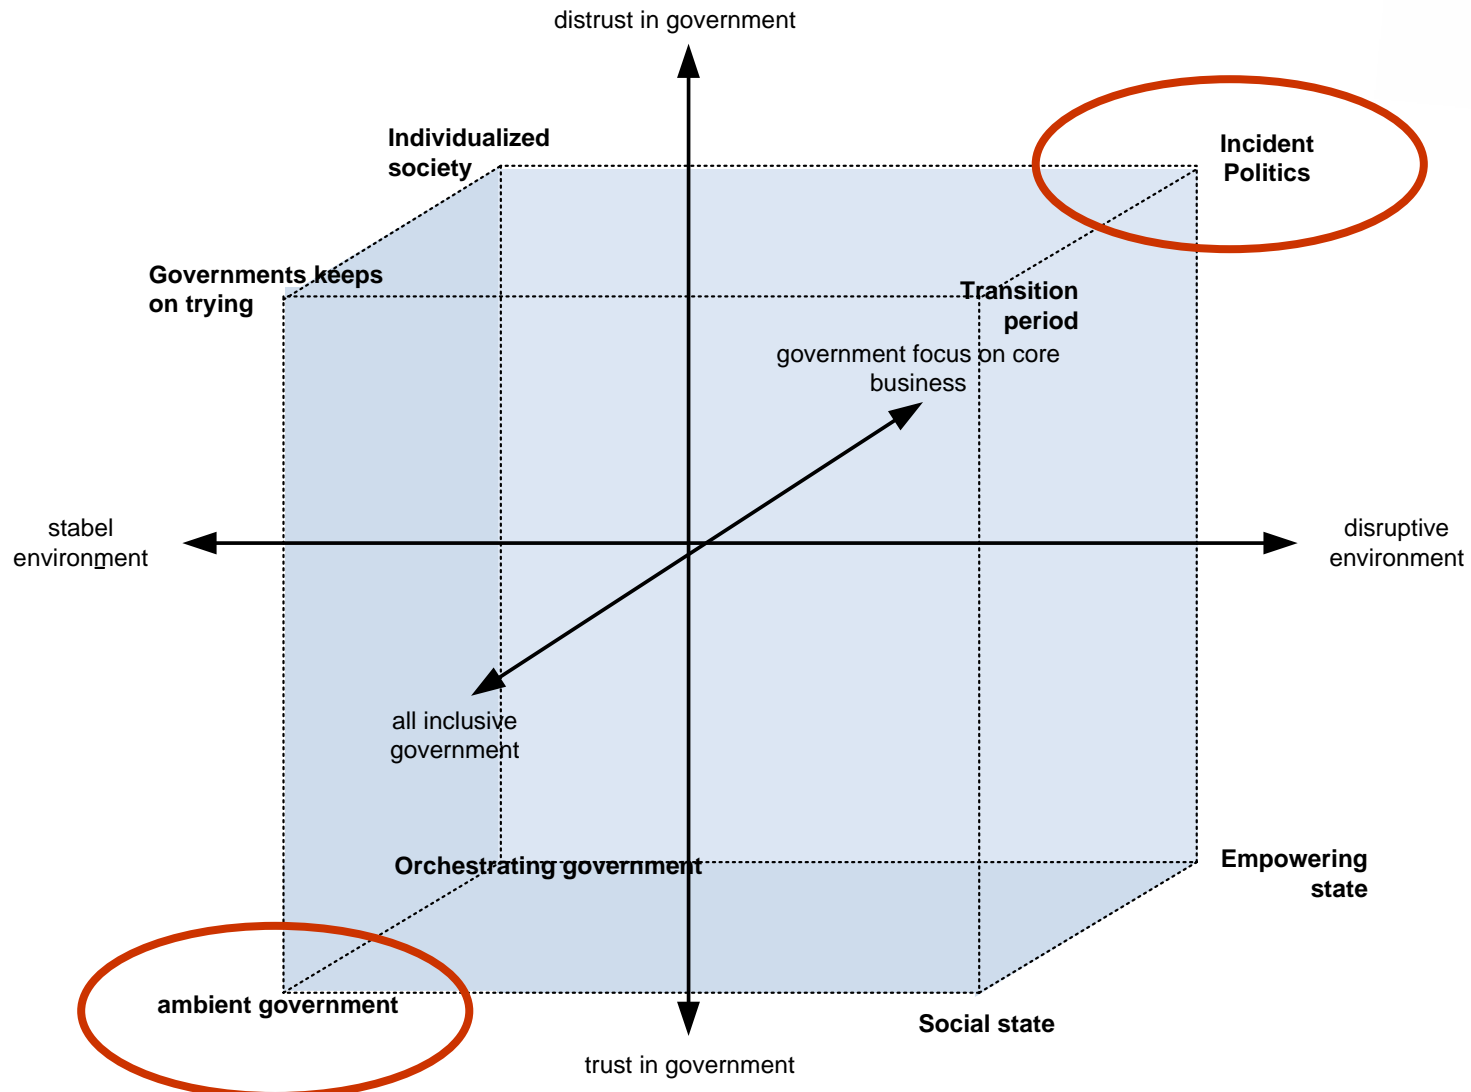 distrust in government
Individualized
society
Incident
Politics
Governments keeps
on trying
Transition
period
government focus on core
business
stabel
environment
disruptive
environment
all inclusive
government
Orchestrating government
Empowering
state
ambient government
Social state
trust in government